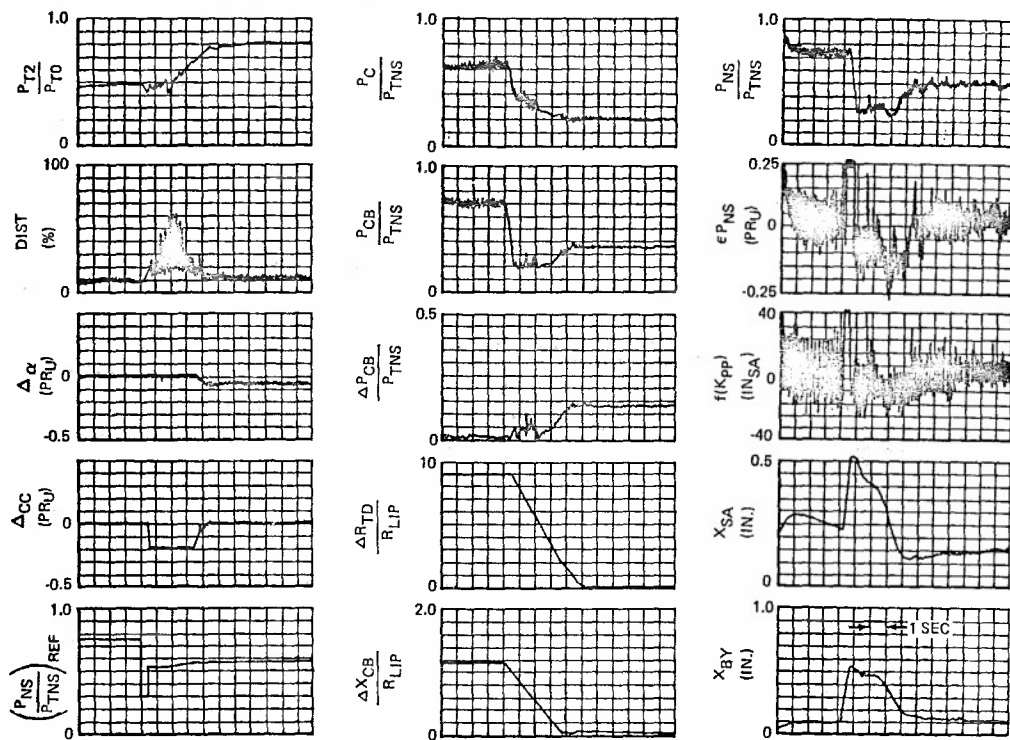 1.0
P_T2 / P_T0
0
100
DIST
(%)
0
Δα
(PR_U)
0
-0.5
Δ_CC
(PR_U)
0
-0.5
1.0
(P_NS / P_TNS) REF
0
1.0
P_C / P_TNS
0
1.0
P_CB / P_TNS
0
0.5
ΔP_CB / P_TNS
0
10
ΔR_TD / R_LIP
0
2.0
ΔX_CB / R_LIP
0
1.0
P_NS / P_TNS
0
0.25
εP_NS
(PR_U)
0
-0.25
40
f(K_PP)
(IN_SA)
0
-40
0.5
X_SA
(IN.)
0
1.0
X_BY
(IN.)
0
1 SEC